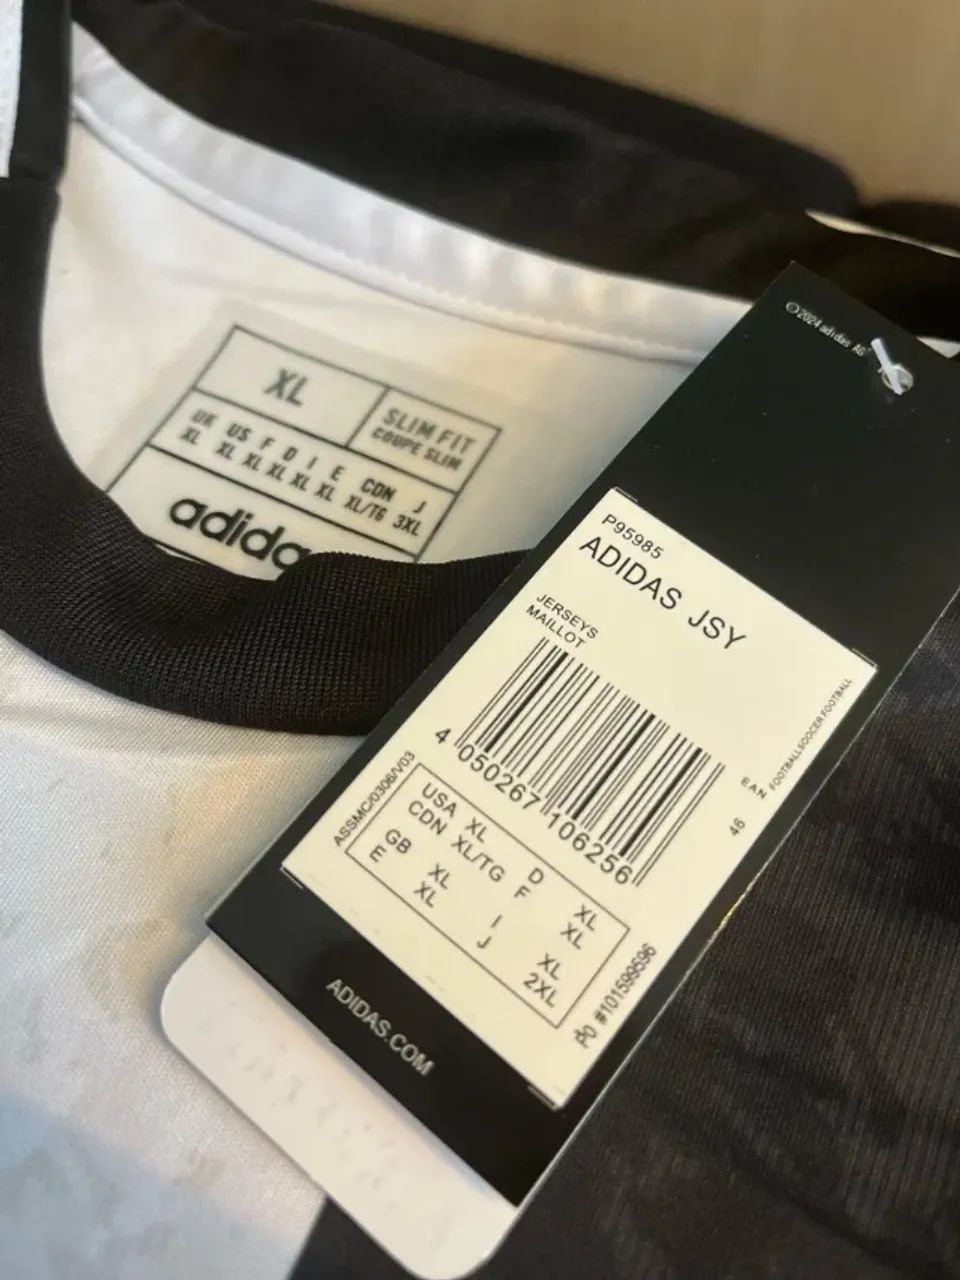 XL
SLIM FIT
COUPE SLIM
UK US F D I E CDN J
XL XL XL XL XL XL XL/TG 3XL
adida
©2024 adidas AG
P95985
ADIDAS JSY
JERSEYS
MAILLOT
4 050267 106256
EAN
FOOTBALL/SOCCER FOOTBALL
46
ASSMC/0306/V03
USA XL D XL
CDN XL/TG F XL
GB XL I XL
E XL J 2XL
PO #101599596
ADIDAS.COM